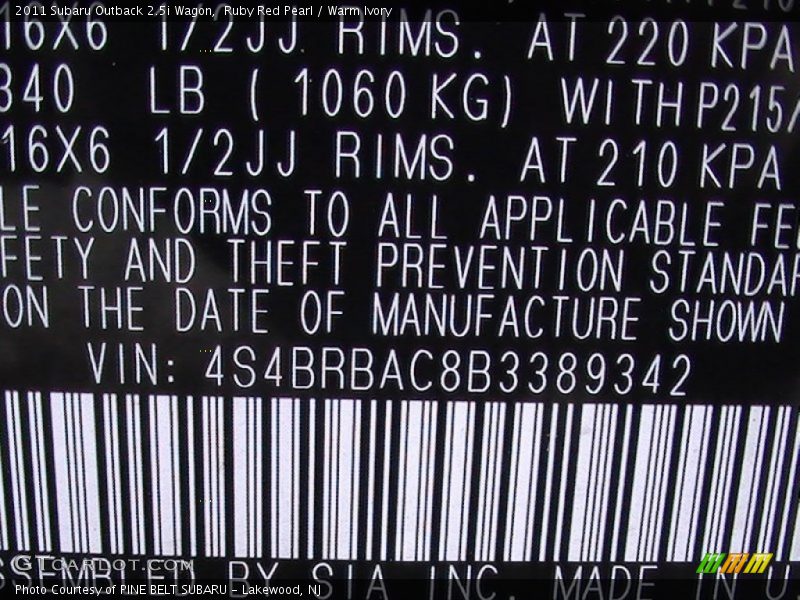 2011 Subaru Outback 2.5i Wagon, Ruby Red Pearl / Warm Ivory
16X6 1/2JJ RIMS. AT 220 KPA
340 LB ( 1060 KG) WITH P215/
16X6 1/2JJ RIMS. AT 210 KPA
LE CONFORMS TO ALL APPLICABLE FE
FETY AND THEFT PREVENTION STANDAR
ON THE DATE OF MANUFACTURE SHOWN
VIN: 4S4BRBAC8B3389342
GTcarlot.com
SSEMBLED BY SIA INC. MADE IN U
Photo Courtesy of PINE BELT SUBARU - Lakewood, NJ